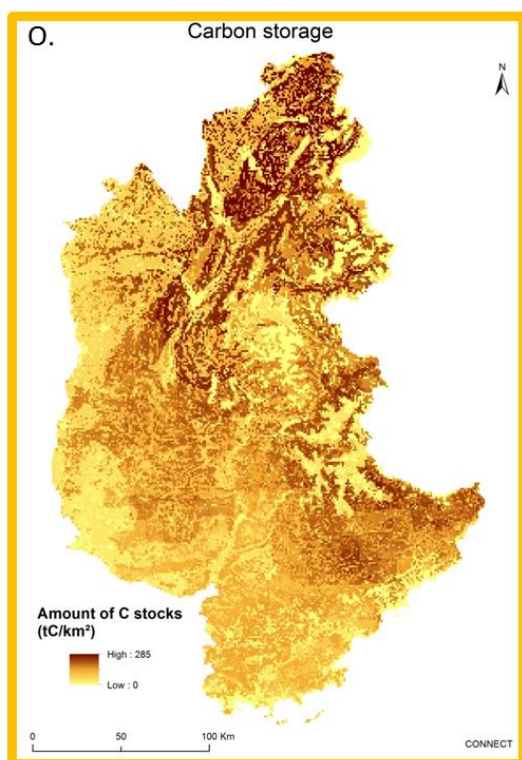 O.
Carbon storage
N
Amount of C stocks
(tC/km²)
High : 285
Low : 0
0 50 100 Km
CONNECT